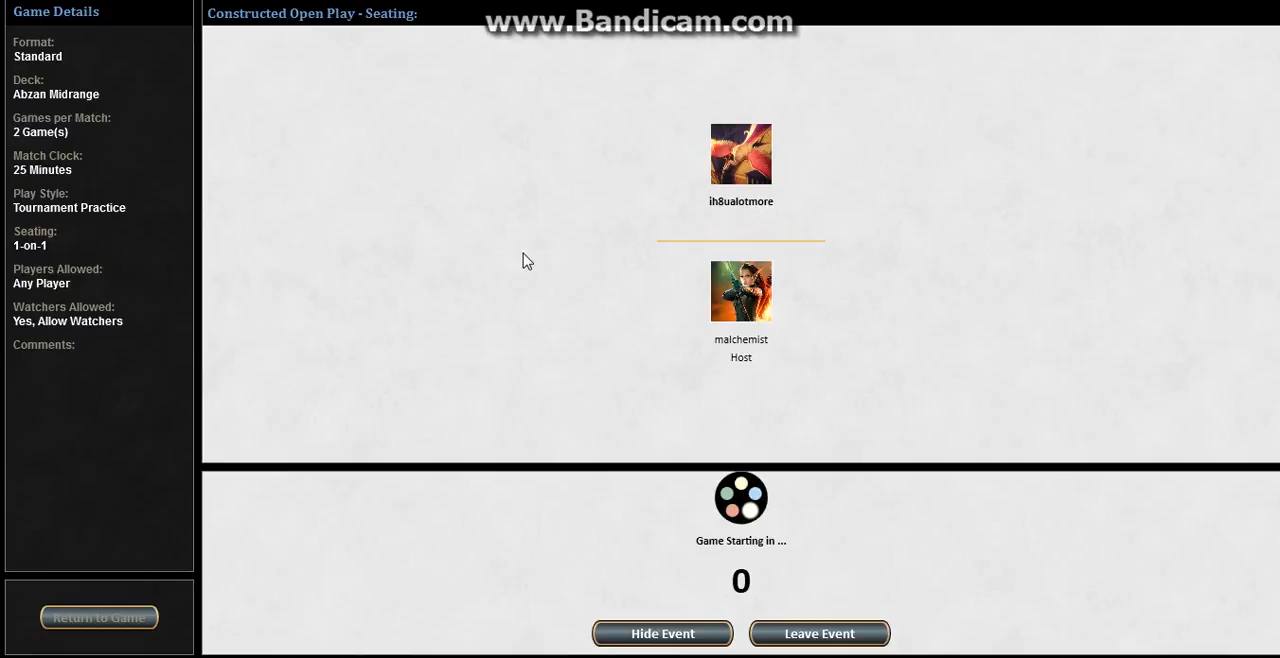 Game Details
Format:
Standard
Deck:
Abzan Midrange
Games per Match:
2 Game(s)
Match Clock:
25 Minutes
Play Style:
Tournament Practice
Seating:
1-on-1
Players Allowed:
Any Player
Watchers Allowed:
Yes, Allow Watchers
Comments:
Return to Game
Constructed Open Play - Seating:
www.Bandicam.com
ih8ualotmore
malchemist
Host
Game Starting in ...
0
Hide Event
Leave Event